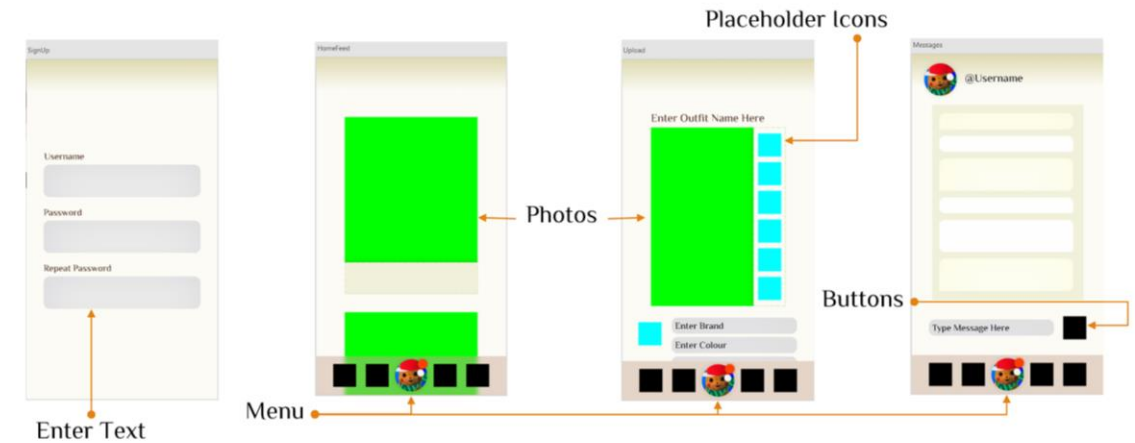 Placeholder Icons
SignUp
HomeFeed
Upload
Messages
@Username
Enter Outfit Name Here
Username
Password
Repeat Password
Photos
Buttons
Enter Brand
Enter Colour
Type Message Here
Menu
Enter Text